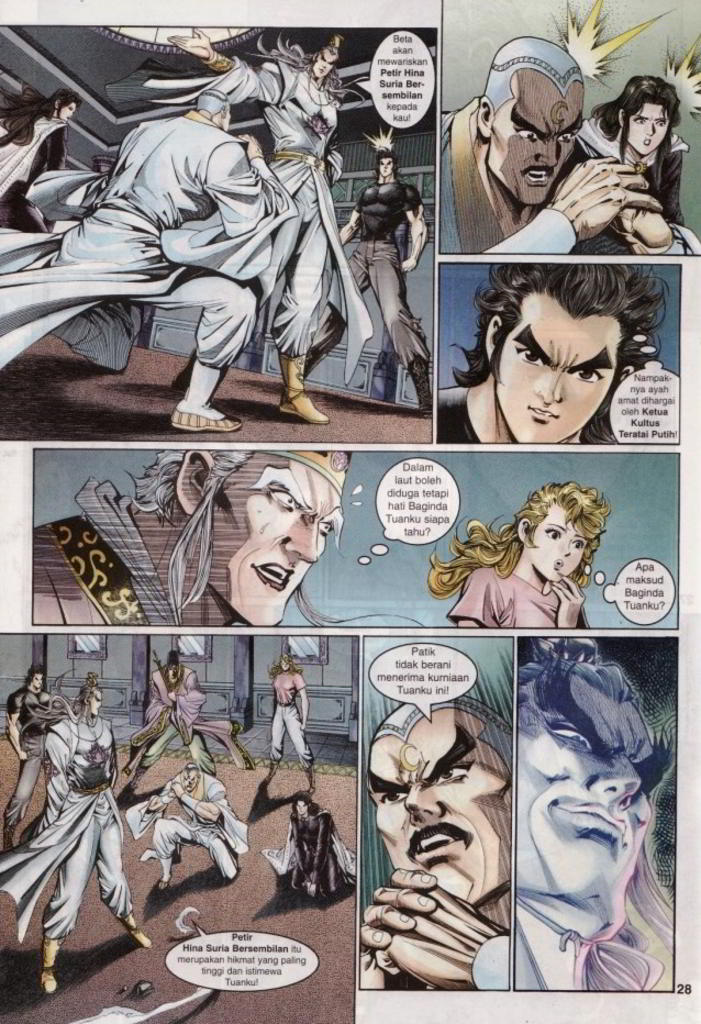 Beta
akan
mewariskan
Petir Hina
Suria Ber-
sembilan
kepada
kau!
Nampak-
nya ayah
amat dihargai
oleh Ketua
Kultus
Teratai Putih!
Dalam
laut boleh
diduga tetapi
hati Baginda
Tuanku siapa
tahu?
Apa
maksud
Baginda
Tuanku?
Petir
Hina Suria Bersembilan itu
merupakan hikmat yang paling
tinggi dan istimewa
Tuanku!
Patik
tidak berani
menerima kurniaan
Tuanku ini!
28